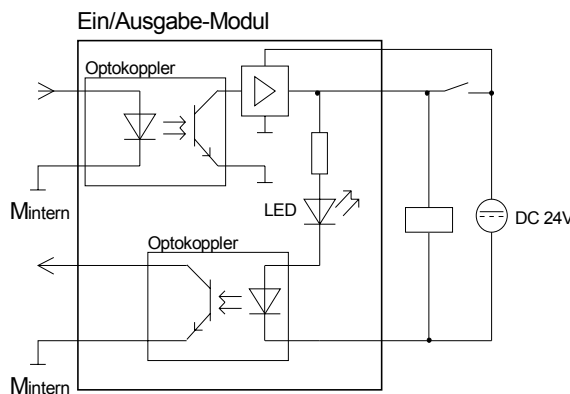 Ein/Ausgabe-Modul
Optokoppler
Mintern
LED
DC 24V
Optokoppler
Mintern